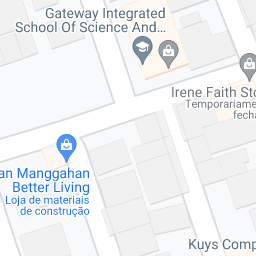 Gateway Integrated
School Of Science And...
Irene Faith Sto
Temporariame
fecha
an Manggahan
Better Living
Loja de materiais
de construção
Kuys Comp